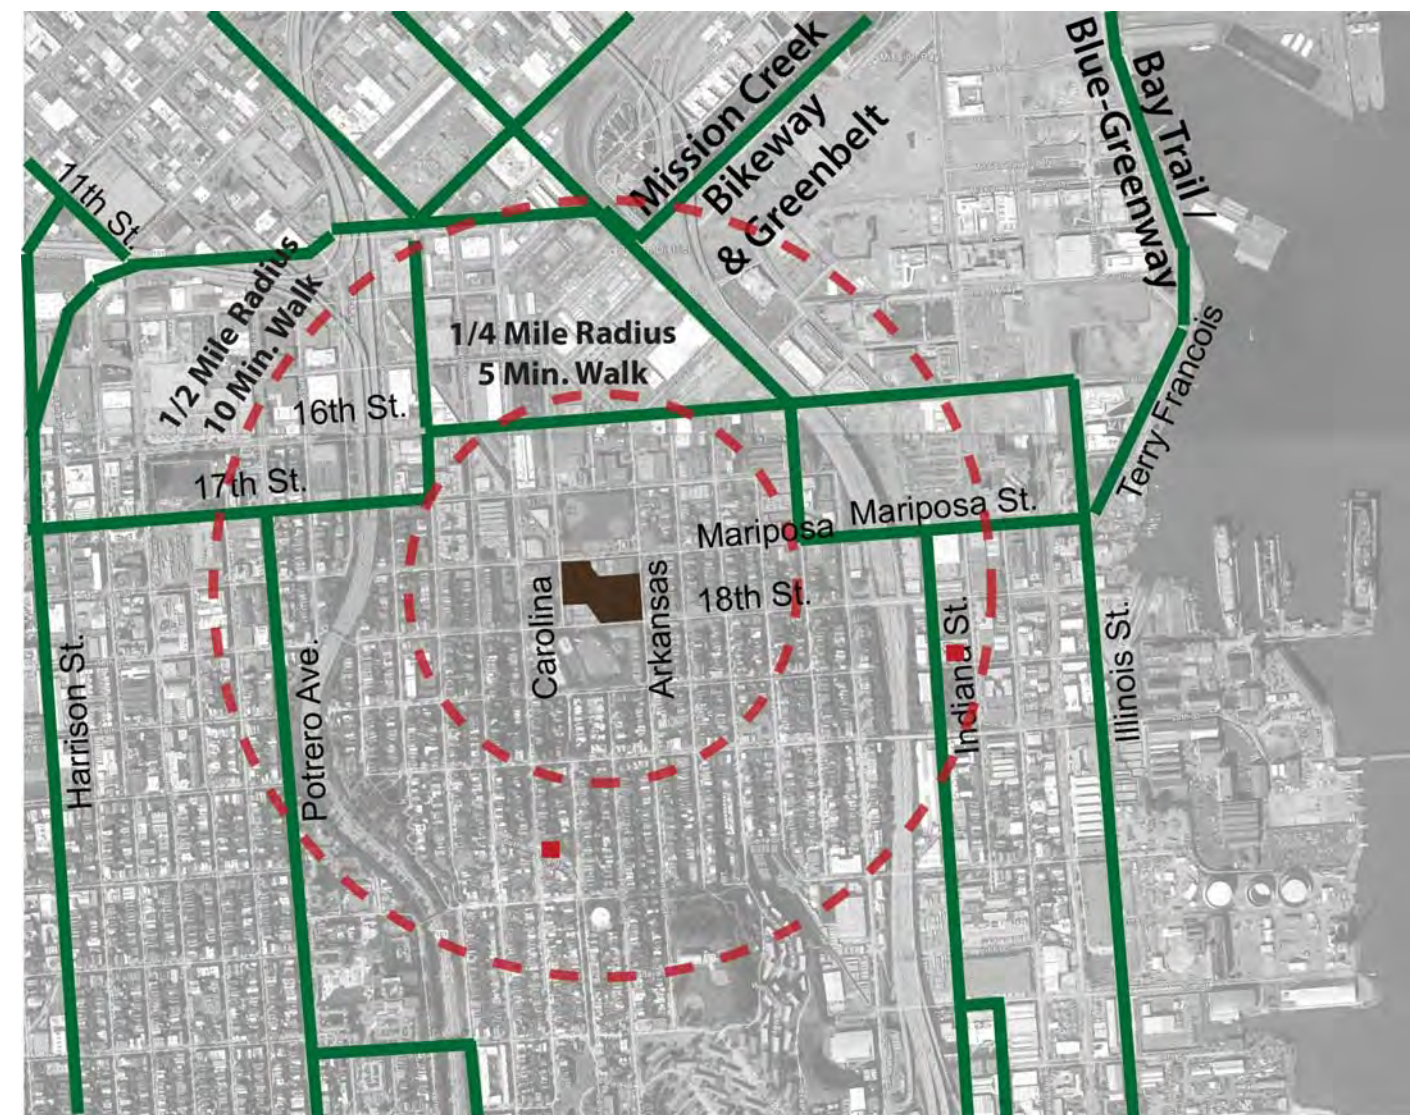 Mission Creek
Bikeway
& Greenbelt
Bay Trail /
Blue-Greenway
11th St.
1/2 Mile Radius
10 Min. Walk
1/4 Mile Radius
5 Min. Walk
16th St.
17th St.
Terry Francois
Mariposa
Mariposa St.
18th St.
Carolina
Arkansas
Harrison St.
Potrero Ave.
Indiana St.
Illinois St.